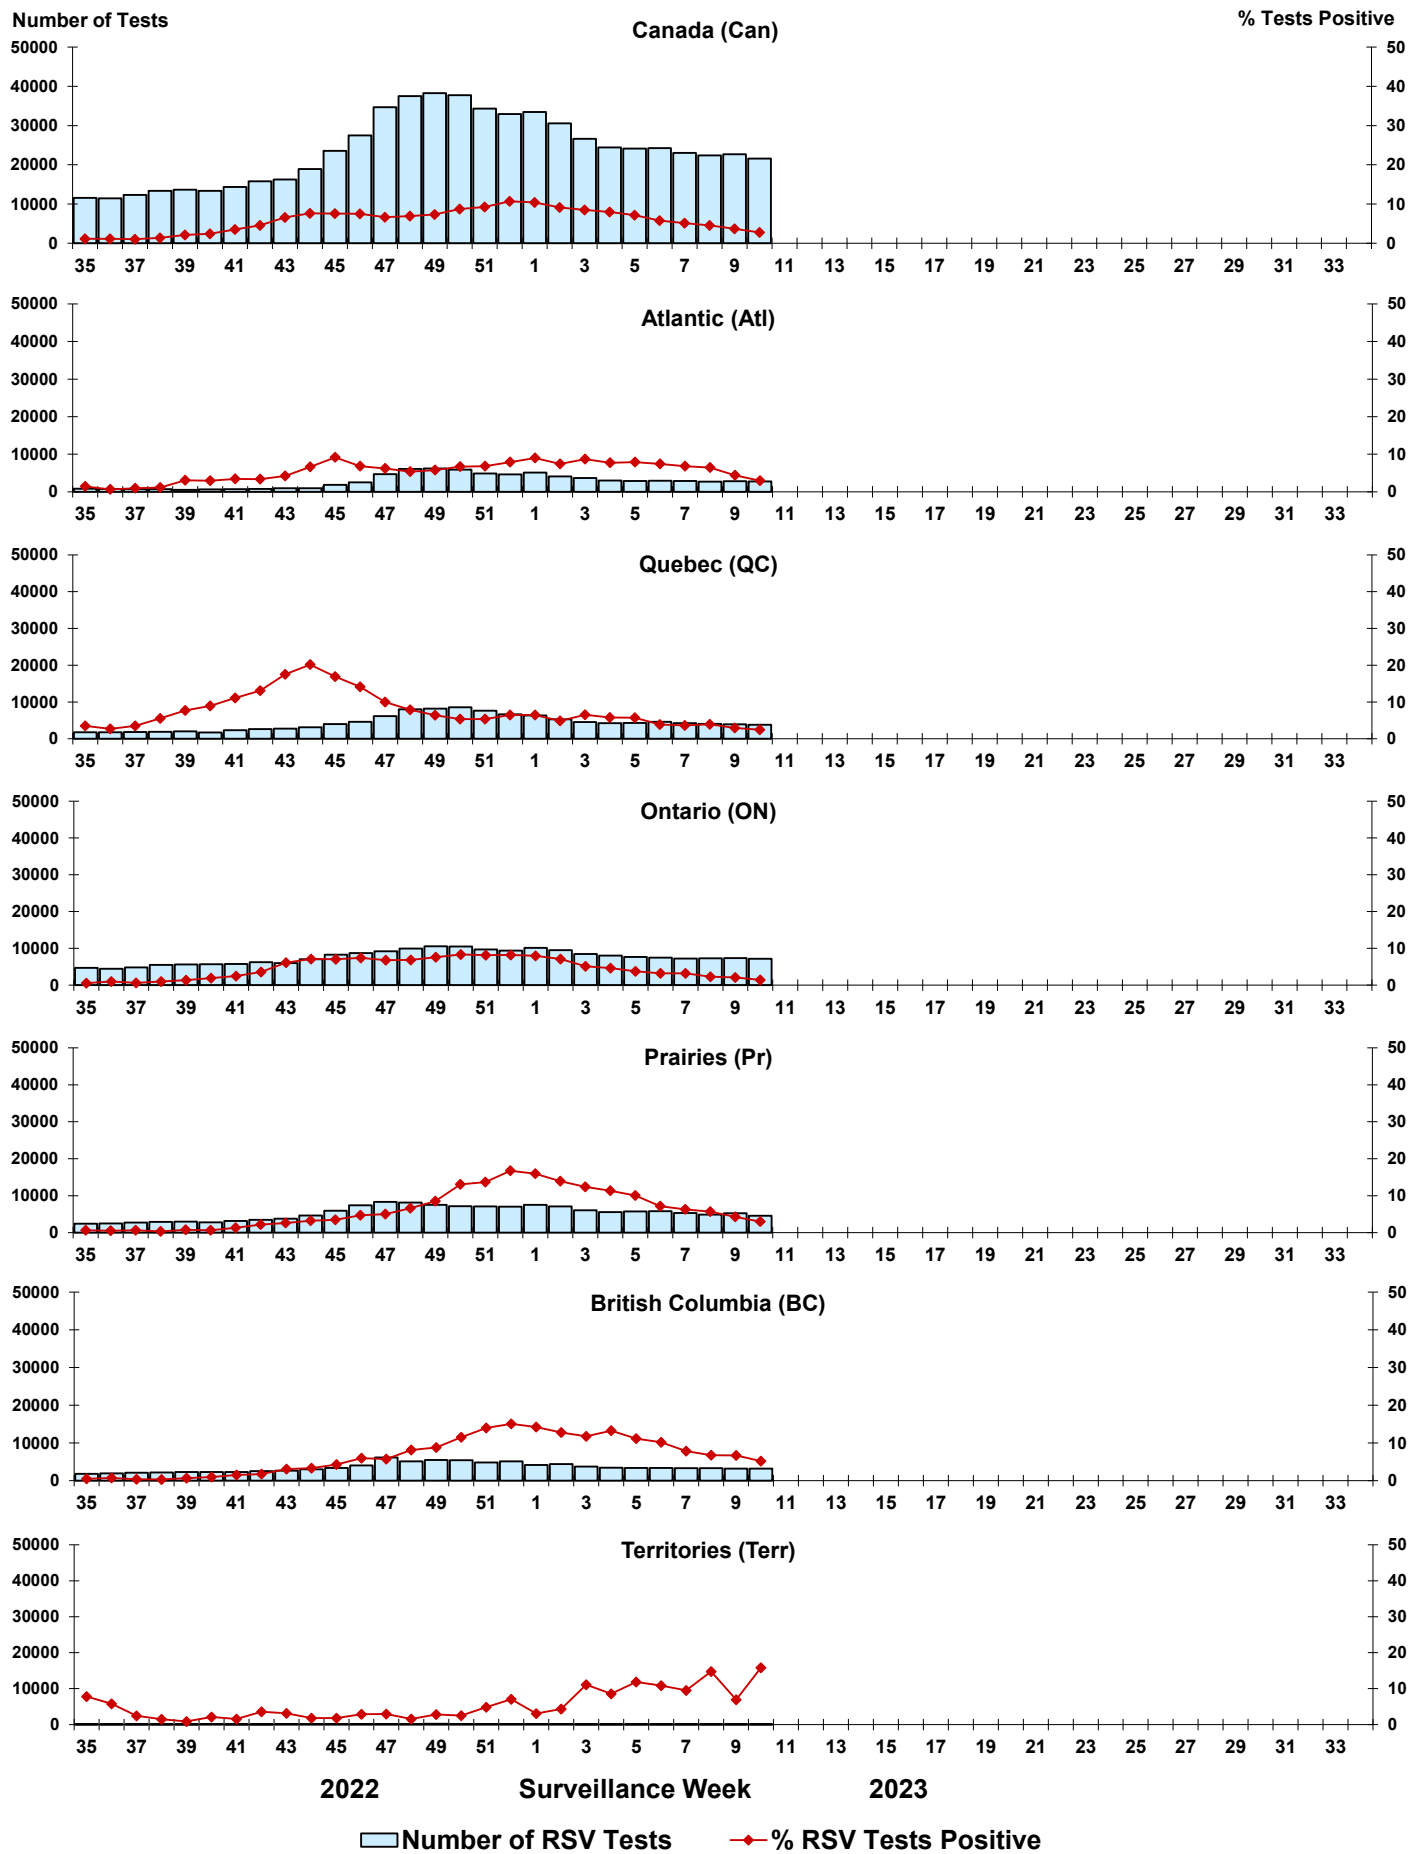 Number of Tests
% Tests Positive
Canada (Can)
50000 50
40000 40
30000 30
20000 20
10000 10
0 0
35 37 39 41 43 45 47 49 51 1 3 5 7 9 11 13 15 17 19 21 23 25 27 29 31 33
Atlantic (Atl)
50000 50
40000 40
30000 30
20000 20
10000 10
0 0
35 37 39 41 43 45 47 49 51 1 3 5 7 9 11 13 15 17 19 21 23 25 27 29 31 33
Quebec (QC)
50000 50
40000 40
30000 30
20000 20
10000 10
0 0
35 37 39 41 43 45 47 49 51 1 3 5 7 9 11 13 15 17 19 21 23 25 27 29 31 33
Ontario (ON)
50000 50
40000 40
30000 30
20000 20
10000 10
0 0
35 37 39 41 43 45 47 49 51 1 3 5 7 9 11 13 15 17 19 21 23 25 27 29 31 33
Prairies (Pr)
50000 50
40000 40
30000 30
20000 20
10000 10
0 0
35 37 39 41 43 45 47 49 51 1 3 5 7 9 11 13 15 17 19 21 23 25 27 29 31 33
British Columbia (BC)
50000 50
40000 40
30000 30
20000 20
10000 10
0 0
35 37 39 41 43 45 47 49 51 1 3 5 7 9 11 13 15 17 19 21 23 25 27 29 31 33
Territories (Terr)
50000 50
40000 40
30000 30
20000 20
10000 10
0 0
35 37 39 41 43 45 47 49 51 1 3 5 7 9 11 13 15 17 19 21 23 25 27 29 31 33
2022 Surveillance Week 2023
Number of RSV Tests % RSV Tests Positive